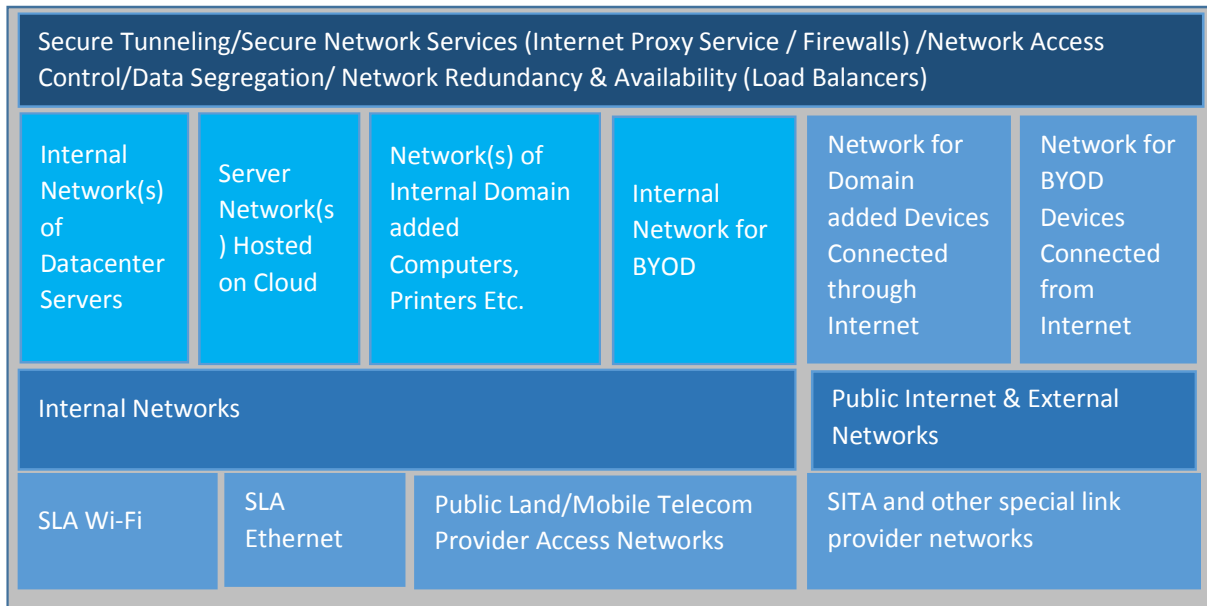 Secure Tunneling/Secure Network Services (Internet Proxy Service / Firewalls) /Network Access
Control/Data Segregation/ Network Redundancy & Availability (Load Balancers)
Internal
Network(s)
of
Datacenter
Servers
Server
Network(s
) Hosted
on Cloud
Network(s) of
Internal Domain
added
Computers,
Printers Etc.
Internal
Network for
BYOD
Network for
Domain
added Devices
Connected
through
Internet
Network for
BYOD
Devices
Connected
from
Internet
Internal Networks
Public Internet & External
Networks
SLA Wi-Fi
SLA
Ethernet
Public Land/Mobile Telecom
Provider Access Networks
SITA and other special link
provider networks